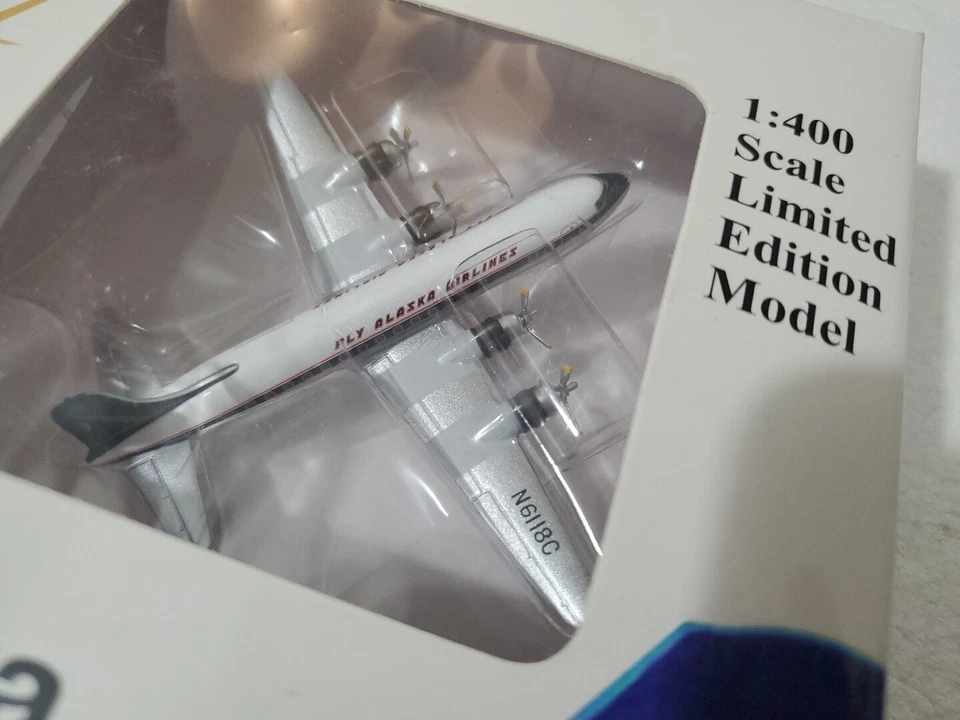 1:400
Scale
Limited
Edition
Model
FLY ALASKA AIRLINES
N6118C
a